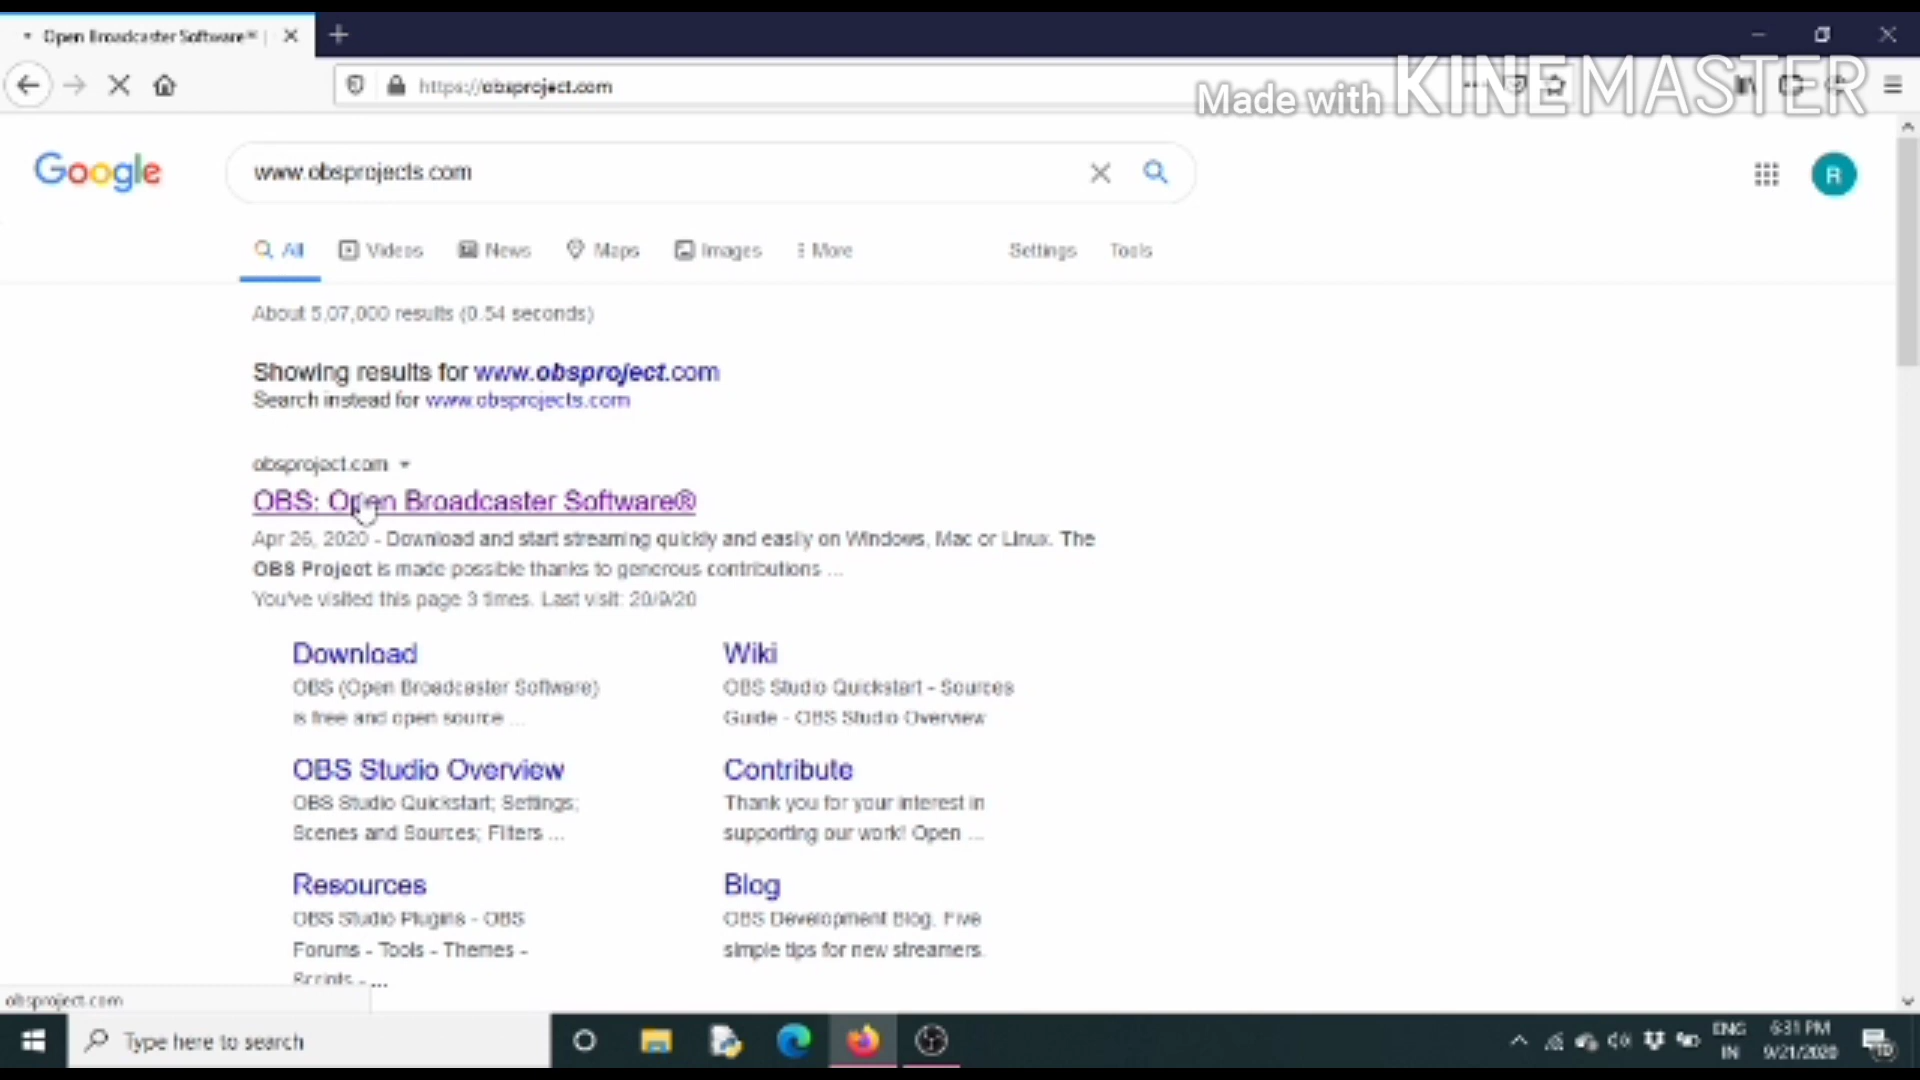 Open Broadcaster Software® |
https://obsproject.com
Made with KINEMASTER
Google
www.obsprojects.com
R
All
Videos
News
Maps
Images
More
Settings
Tools
About 5,07,000 results (0.54 seconds)
Showing results for www.obsproject.com
Search instead for www.obsprojects.com
obsproject.com
OBS: Open Broadcaster Software®
Apr 26, 2020 - Download and start streaming quickly and easily on Windows, Mac or Linux. The
OBS Project is made possible thanks to generous contributions ...
You've visited this page 3 times. Last visit: 20/9/20
Download
OBS (Open Broadcaster Software)
is free and open source ...
Wiki
OBS Studio Quickstart - Sources
Guide - OBS Studio Overview
OBS Studio Overview
OBS Studio Quickstart; Settings;
Scenes and Sources; Filters ...
Contribute
Thank you for your interest in
supporting our work! Open ...
Resources
OBS Studio Plugins - OBS
Forums - Tools - Themes -
Scripts - ...
Blog
OBS Development Blog. Five
simple tips for new streamers.
obsproject.com
Type here to search
ENG
IN
6:31 PM
9/21/2020
10